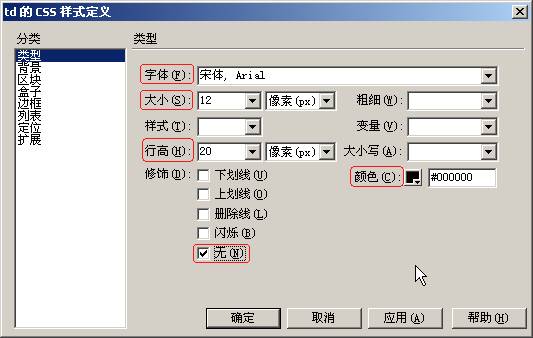 td 的 CSS 样式定义
分类
类型
背景
区块
盒子
边框
列表
定位
扩展
类型
字体(F): 宋体, Arial
大小(S): 12 像素(px) 粗细(W):
样式(T): 变量(V):
行高(H): 20 像素(px) 大小写(A):
修饰(D): 下划线(U) 颜色(C): #000000
上划线(O)
删除线(L)
闪烁(B)
无(N)
确定 取消 应用(A) 帮助(H)